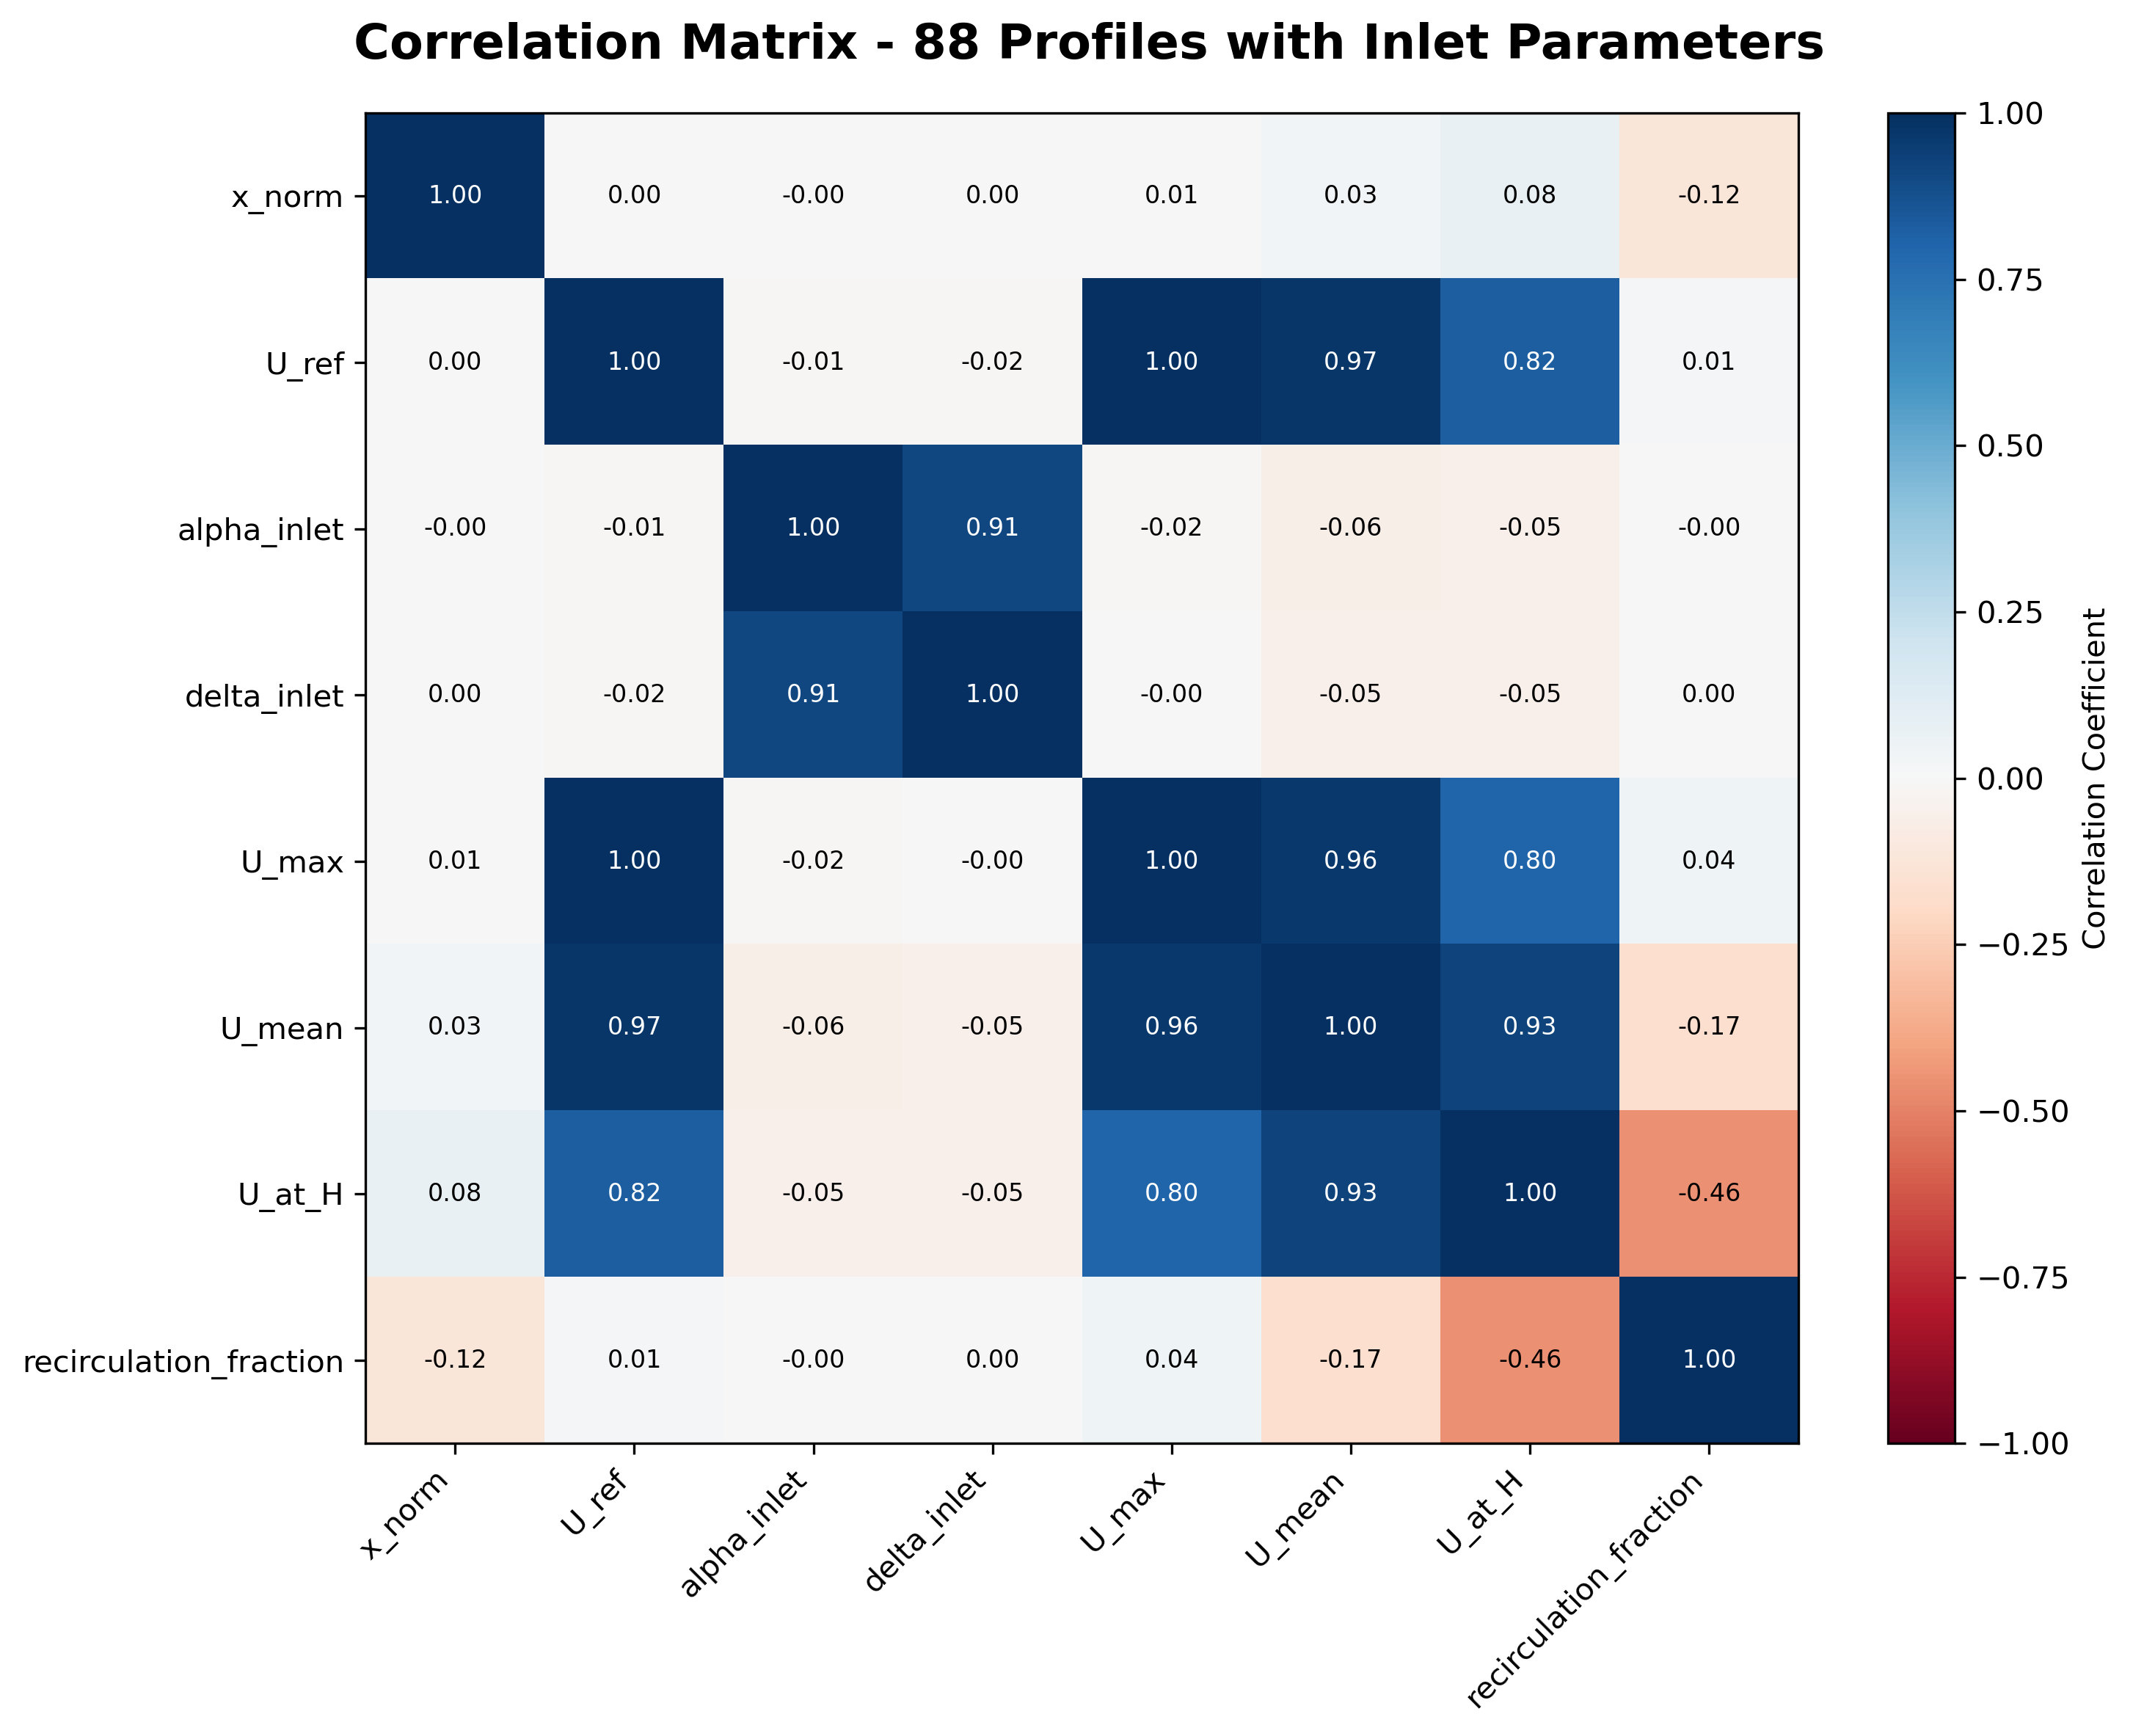 Correlation Matrix - 88 Profiles with Inlet Parameters
x_norm 1.00 0.00 -0.00 0.00 0.01 0.03 0.08 -0.12
U_ref 0.00 1.00 -0.01 -0.02 1.00 0.97 0.82 0.01
alpha_inlet -0.00 -0.01 1.00 0.91 -0.02 -0.06 -0.05 -0.00
delta_inlet 0.00 -0.02 0.91 1.00 -0.00 -0.05 -0.05 0.00
U_max 0.01 1.00 -0.02 -0.00 1.00 0.96 0.80 0.04
U_mean 0.03 0.97 -0.06 -0.05 0.96 1.00 0.93 -0.17
U_at_H 0.08 0.82 -0.05 -0.05 0.80 0.93 1.00 -0.46
recirculation_fraction -0.12 0.01 -0.00 0.00 0.04 -0.17 -0.46 1.00
x_norm
U_ref
alpha_inlet
delta_inlet
U_max
U_mean
U_at_H
recirculation_fraction
1.00
0.75
0.50
0.25
0.00
−0.25
−0.50
−0.75
−1.00
Correlation Coefficient